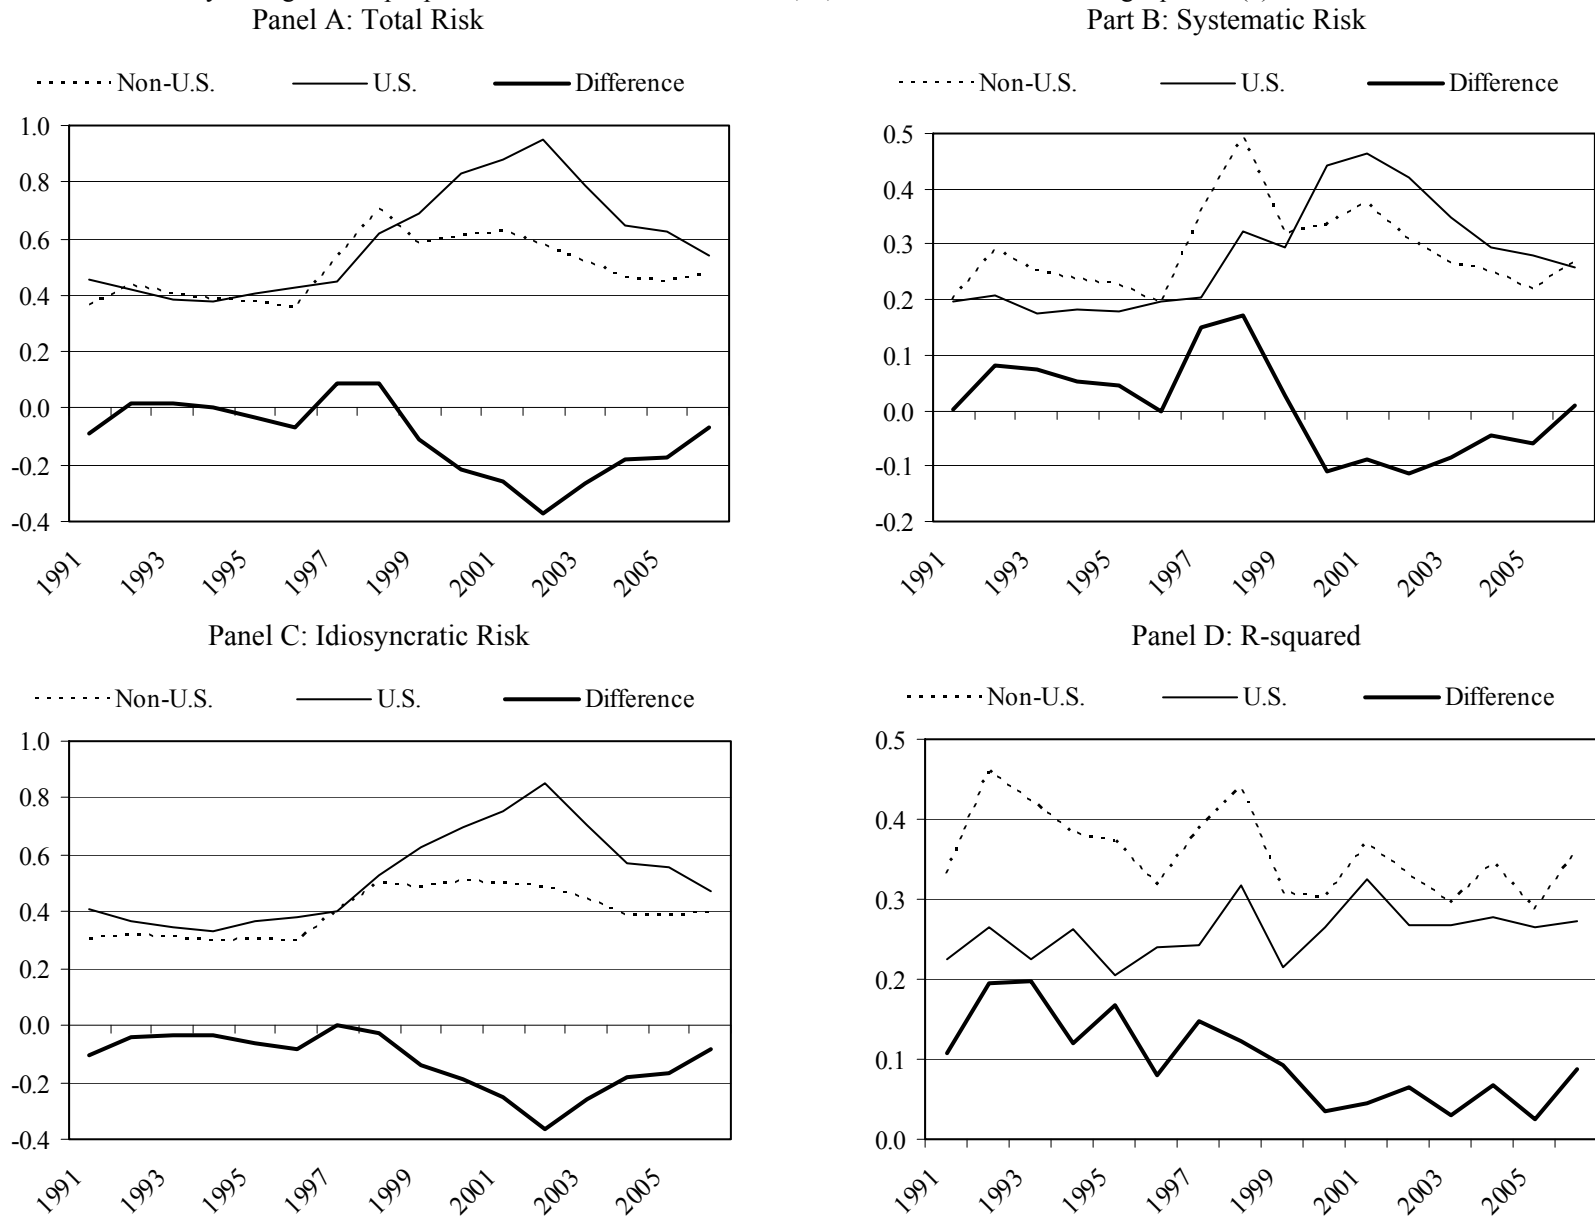 Panel A: Total Risk
Non-U.S. U.S. Difference
1.0
0.8
0.6
0.4
0.2
0.0
-0.2
-0.4
1991 1993 1995 1997 1999 2001 2003 2005
Part B: Systematic Risk
Non-U.S. U.S. Difference
0.5
0.4
0.3
0.2
0.1
0.0
-0.1
-0.2
1991 1993 1995 1997 1999 2001 2003 2005
Panel C: Idiosyncratic Risk
Non-U.S. U.S. Difference
1.0
0.8
0.6
0.4
0.2
0.0
-0.2
-0.4
1991 1993 1995 1997 1999 2001 2003 2005
Panel D: R-squared
Non-U.S. U.S. Difference
0.5
0.4
0.3
0.2
0.1
0.0
1991 1993 1995 1997 1999 2001 2003 2005